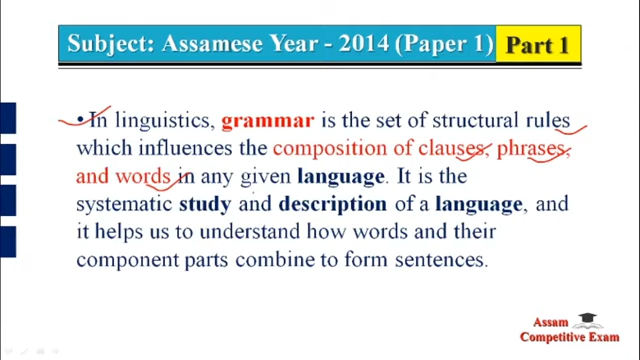 Subject: Assamese Year - 2014 (Paper 1) Part 1
• In linguistics, grammar is the set of structural rules
which influences the composition of clauses, phrases,
and words in any given language. It is the
systematic study and description of a language, and
it helps us to understand how words and their
component parts combine to form sentences.
Assam
Competitive Exam